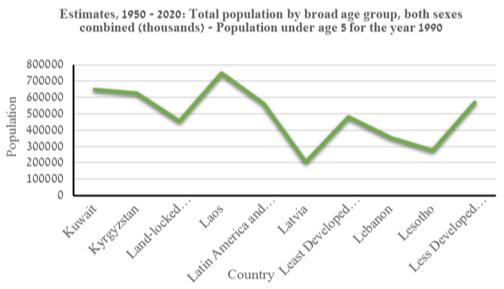 Estimates, 1950 - 2020: Total population by broad age group, both sexes
combined (thousands) - Population under age 5 for the year 1990
800000
700000
600000
500000
400000
300000
200000
100000
0
Population
Kuwait
Kyrgyzstan
Land-locked...
Laos
Latin America and...
Latvia
Least Developed...
Lebanon
Lesotho
Less Developed...
Country